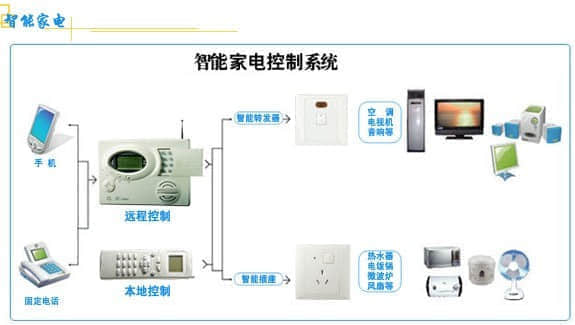 智能家电
智能家电控制系统
手 机
远程控制
固定电话
本地控制
智能转发器
空 调
电视机
音响等
智能插座
热水器
电饭锅
微波炉
风扇等